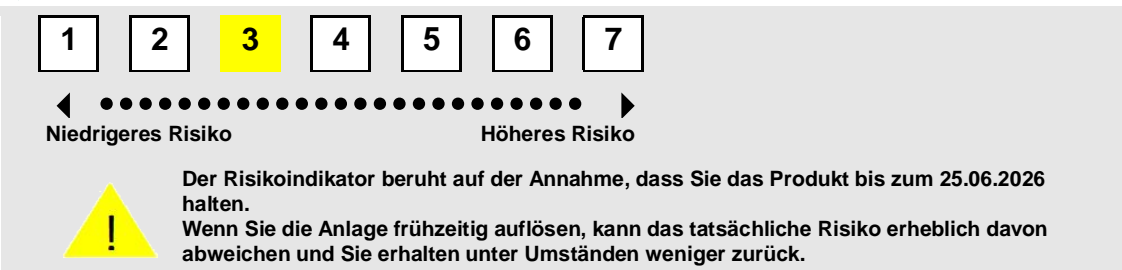 1 2 3 4 5 6 7
Niedrigeres Risiko Höheres Risiko
Der Risikoindikator beruht auf der Annahme, dass Sie das Produkt bis zum 25.06.2026
halten.
Wenn Sie die Anlage frühzeitig auflösen, kann das tatsächliche Risiko erheblich davon
abweichen und Sie erhalten unter Umständen weniger zurück.
!